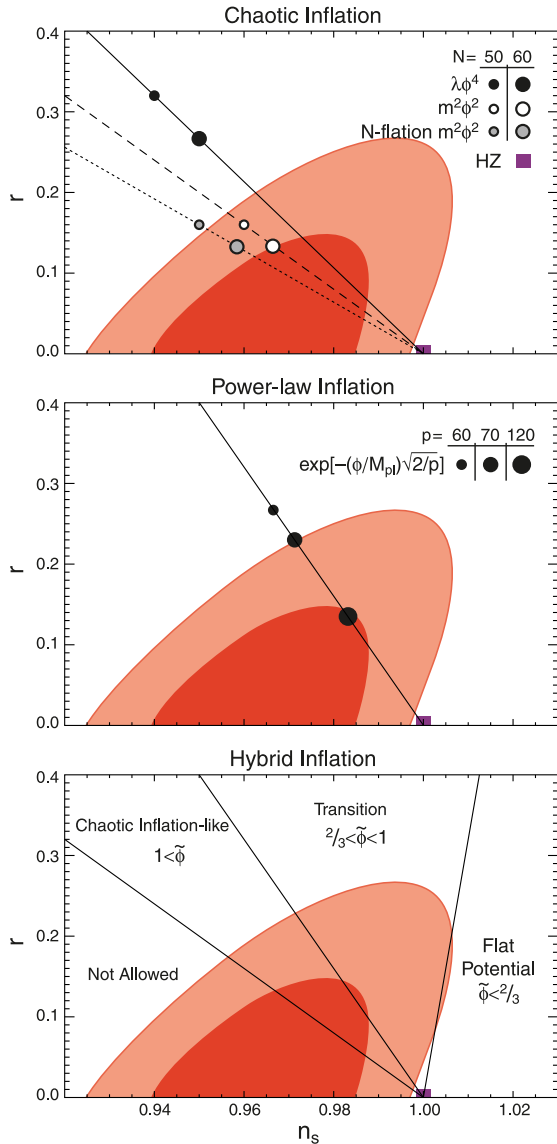 Chaotic Inflation
N= 50 60
λϕ⁴
m²ϕ²
N-flation m²ϕ²
HZ
0.4
0.3
0.2
0.1
0.0
r
Power-law Inflation
p= 60 70 120
exp[-(ϕ/Mpl)√2/p]
0.4
0.3
0.2
0.1
0.0
r
Hybrid Inflation
Transition
²/₃<ϕ̃<1
Chaotic Inflation-like
1<ϕ̃
Not Allowed
Flat
Potential
ϕ̃<²/₃
0.4
0.3
0.2
0.1
0.0
r
0.94 0.96 0.98 1.00 1.02
nₛ